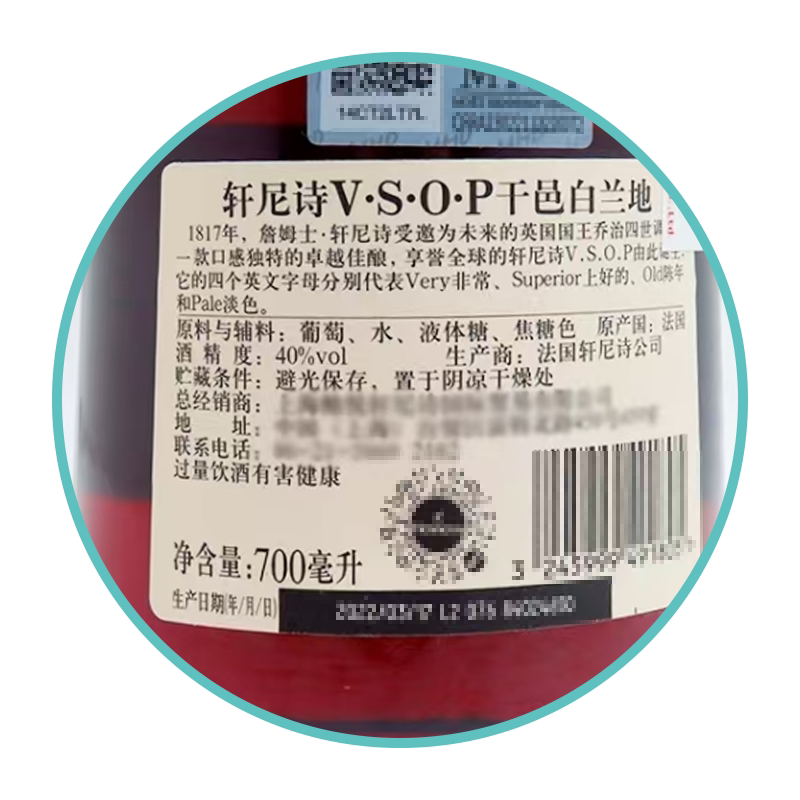 14C72LT7L
轩尼诗V·S·O·P干邑白兰地
1817年，詹姆士·轩尼诗受邀为未来的英国国王乔治四世调
一款口感独特的卓越佳酿，享誉全球的轩尼诗V.S.O.P由此诞生.
它的四个英文字母分别代表Very非常、Superior上好的、Old陈年
和Pale淡色。
原料与辅料：葡萄、水、液体糖、焦糖色 原产国：法国
酒 精 度：40%vol 生产商：法国轩尼诗公司
贮藏条件：避光保存，置于阴凉干燥处
总经销商：
地 址：
联系电话：
过量饮酒有害健康
净含量:700毫升
生产日期(年/月/日) 2022/03/17 L2 076